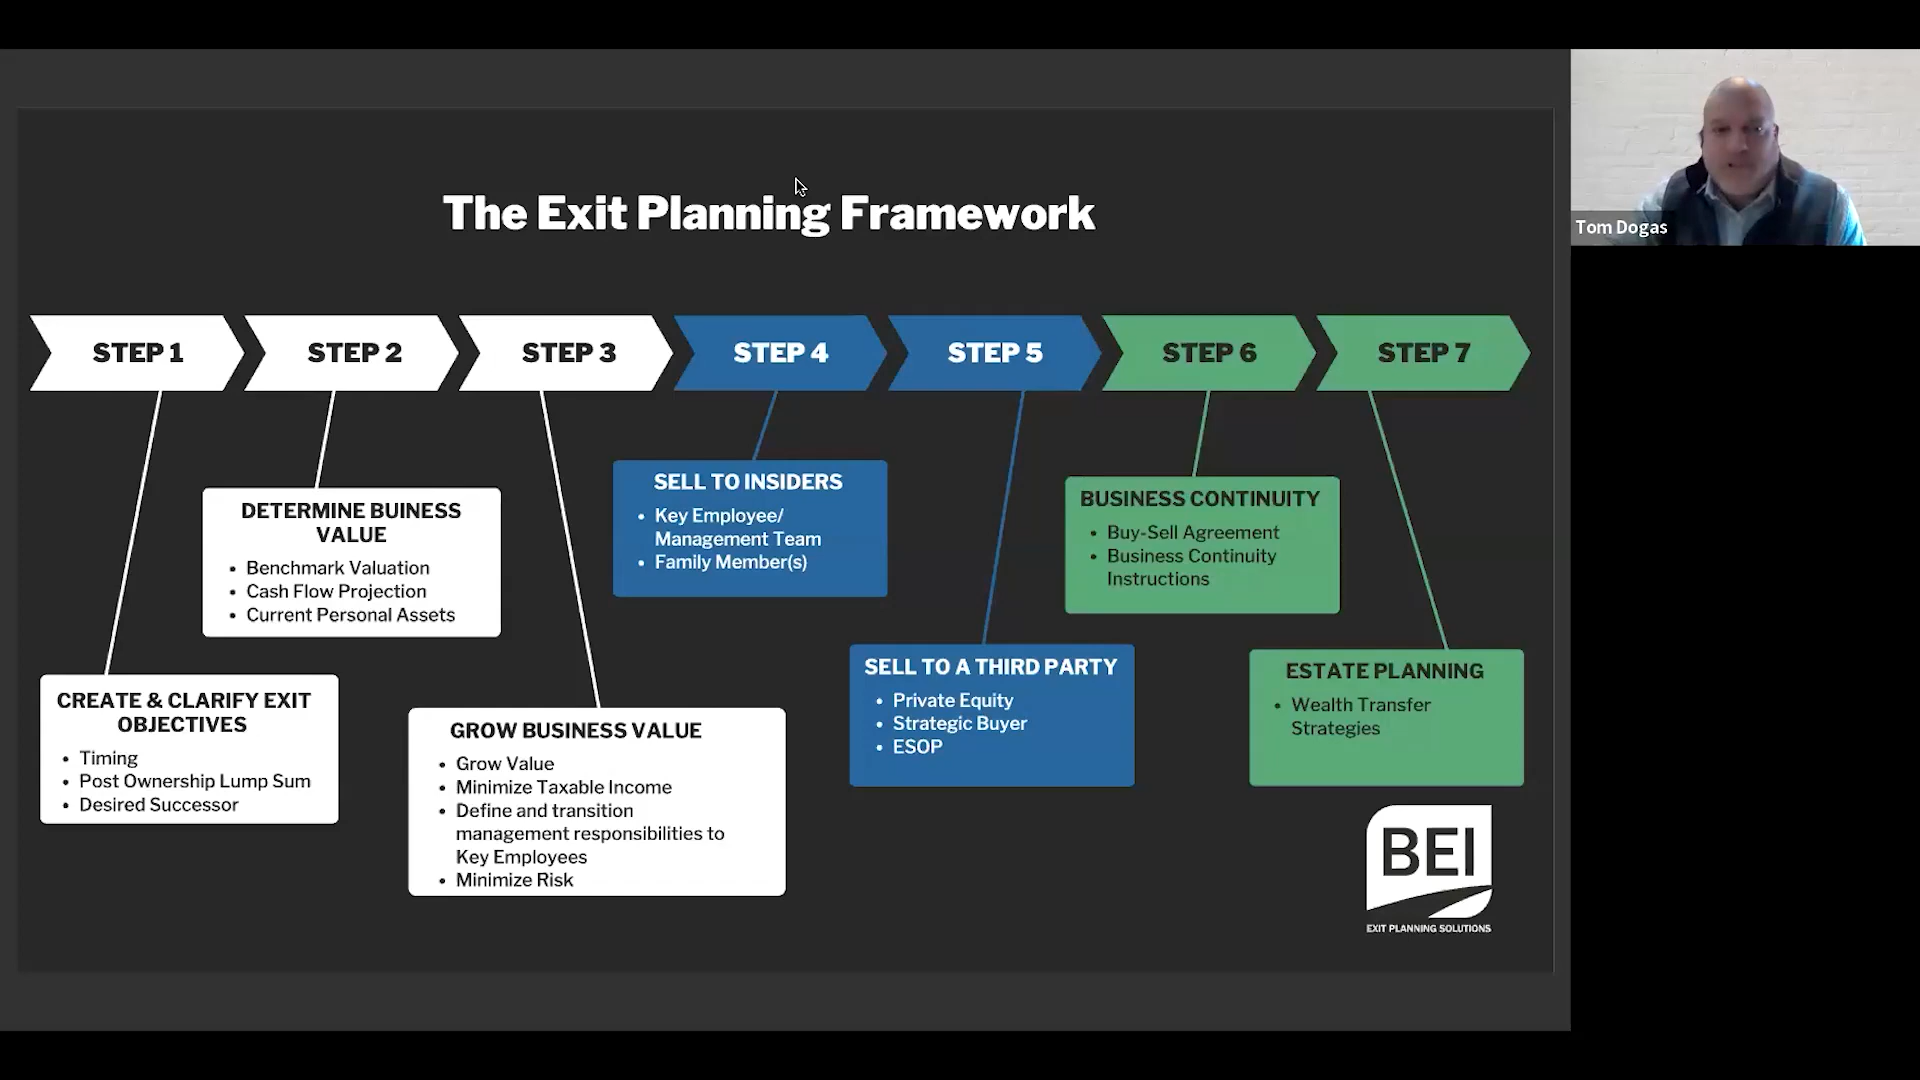 The Exit Planning Framework
Tom Dogas
STEP 1
STEP 2
STEP 3
STEP 4
STEP 5
STEP 6
STEP 7
CREATE & CLARIFY EXIT
OBJECTIVES
• Timing
• Post Ownership Lump Sum
• Desired Successor
DETERMINE BUINESS
VALUE
• Benchmark Valuation
• Cash Flow Projection
• Current Personal Assets
GROW BUSINESS VALUE
• Grow Value
• Minimize Taxable Income
• Define and transition
management responsibilities to
Key Employees
• Minimize Risk
SELL TO INSIDERS
• Key Employee/
Management Team
• Family Member(s)
SELL TO A THIRD PARTY
• Private Equity
• Strategic Buyer
• ESOP
BUSINESS CONTINUITY
• Buy-Sell Agreement
• Business Continuity
Instructions
ESTATE PLANNING
• Wealth Transfer
Strategies
BEI
EXIT PLANNING SOLUTIONS